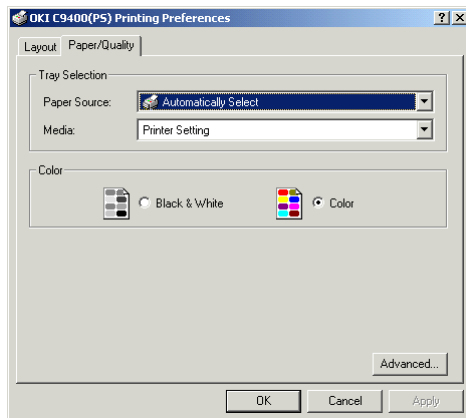 OKI C9400(PS) Printing Preferences
Layout Paper/Quality
Tray Selection
Paper Source: Automatically Select
Media: Printer Setting
Color
Black & White Color
Advanced...
OK Cancel Apply